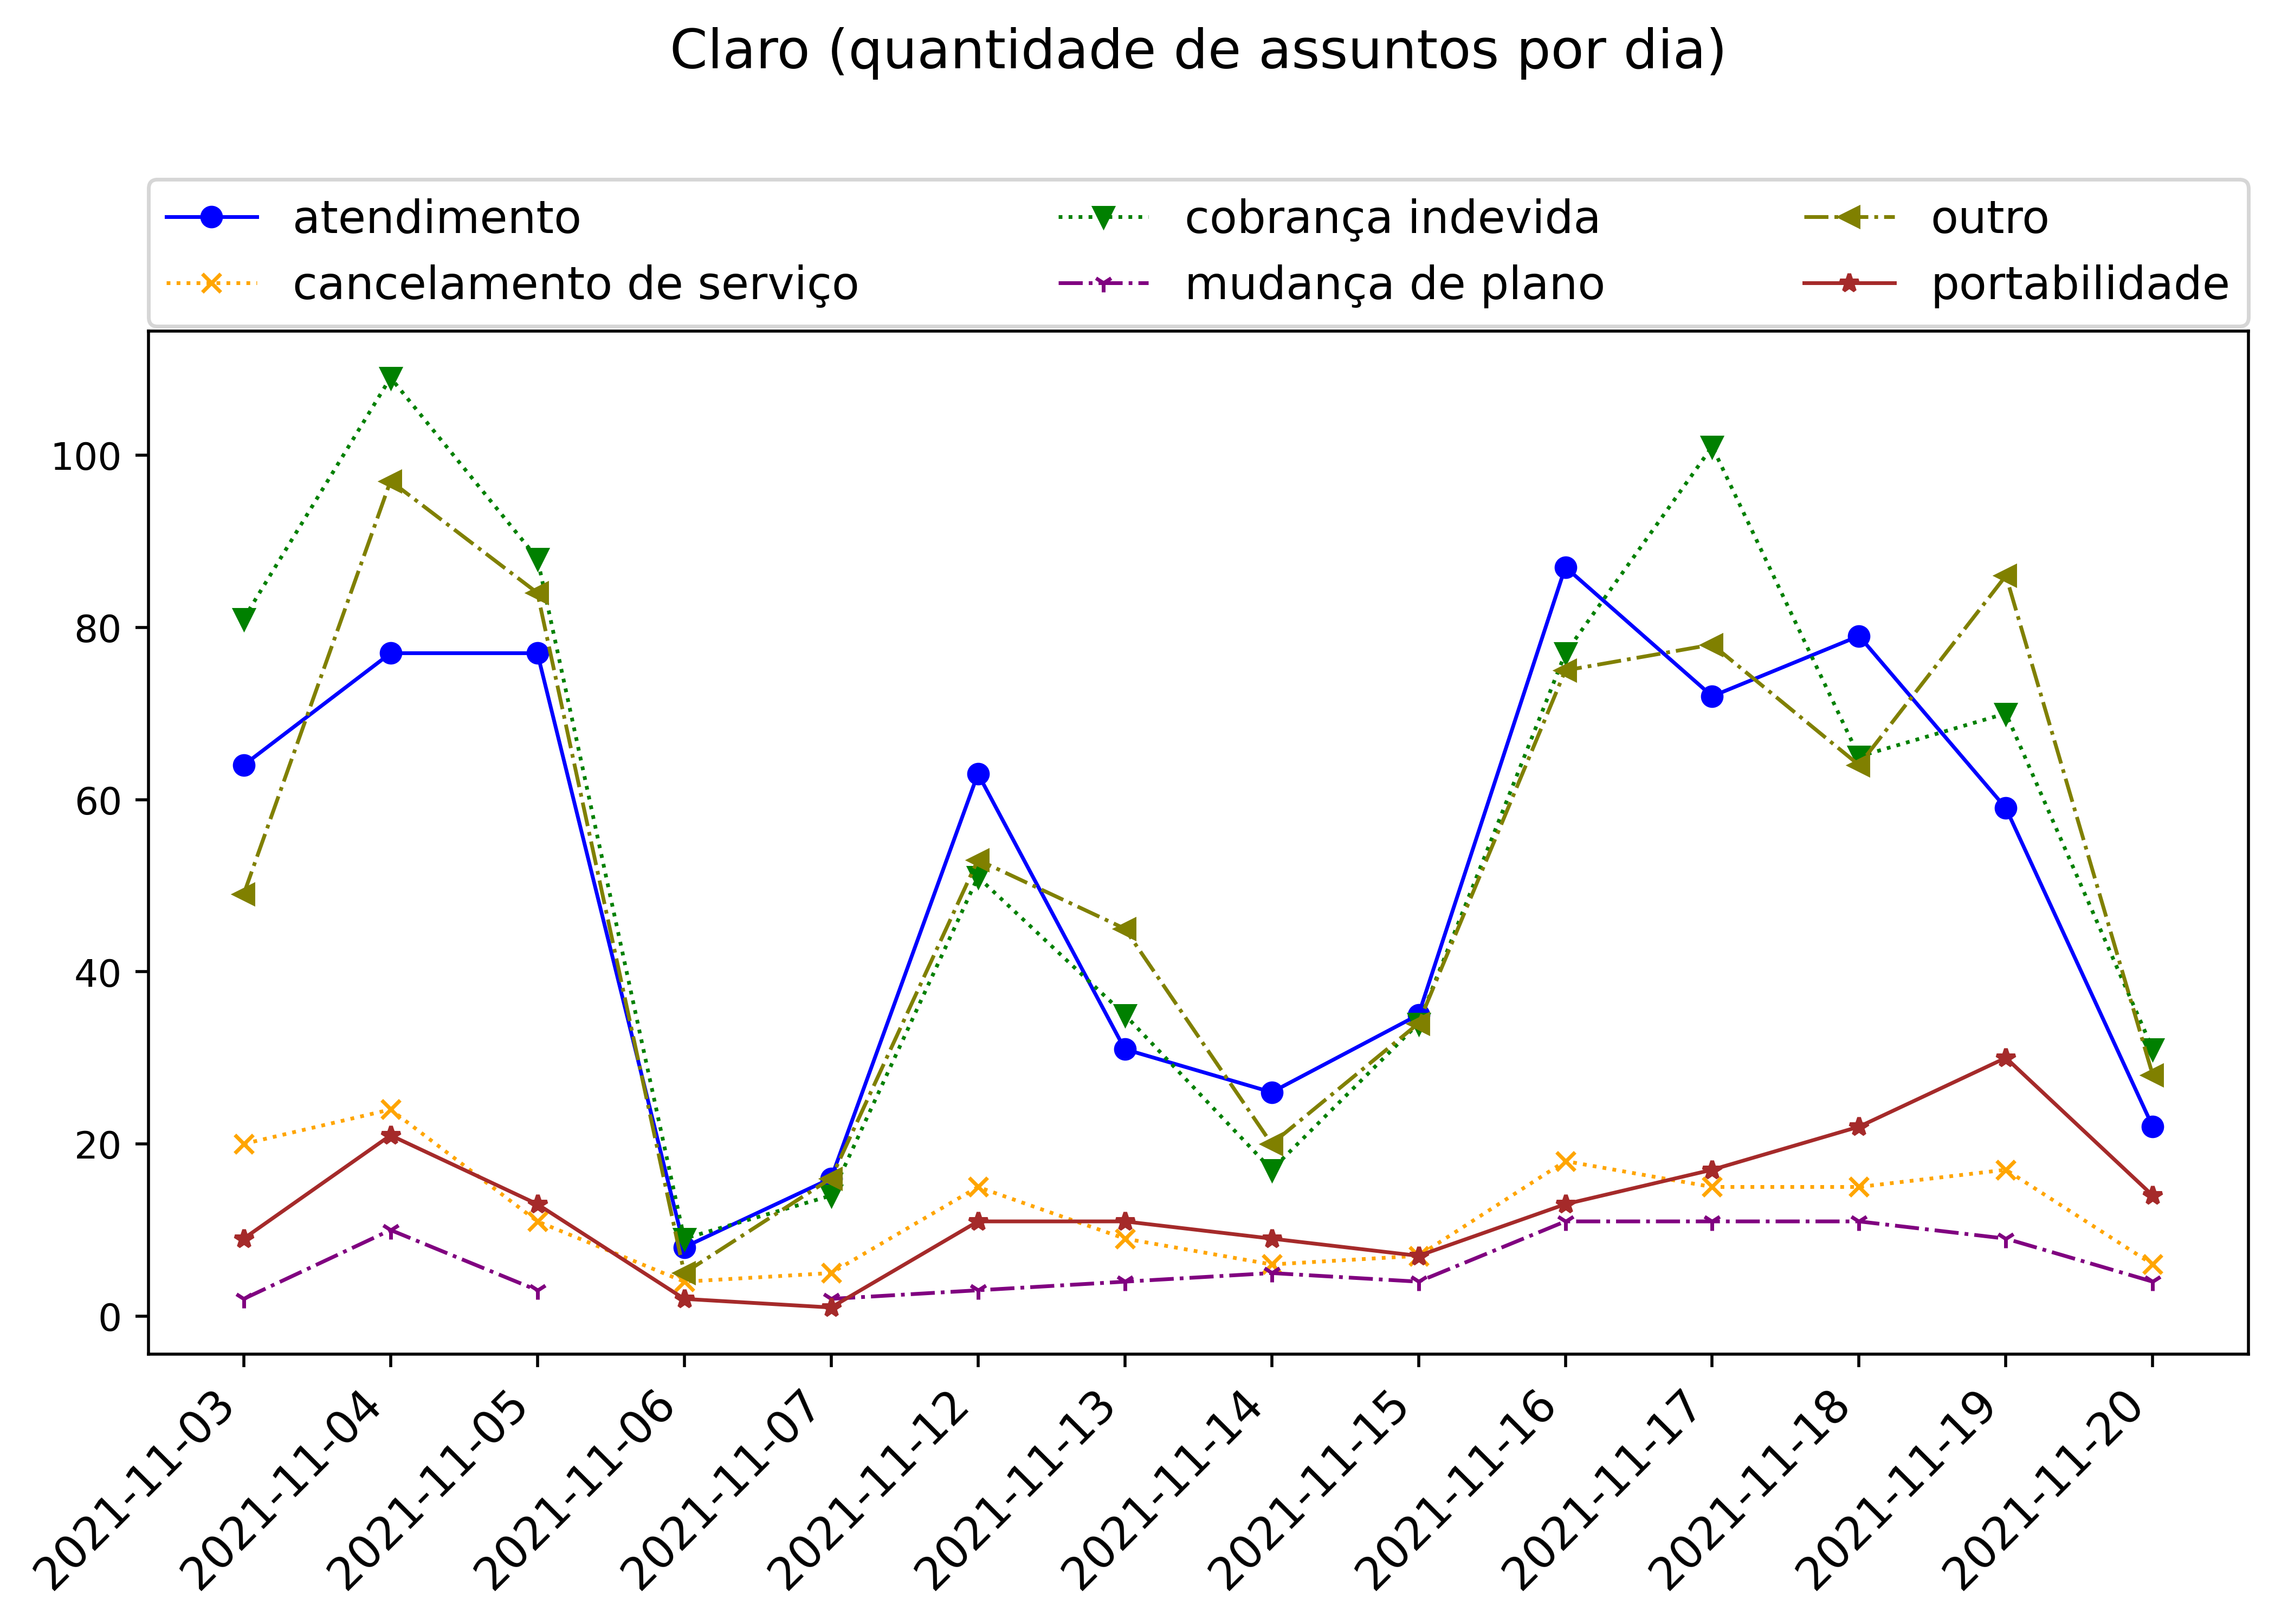 Claro (quantidade de assuntos por dia)
atendimento
cobrança indevida
outro
cancelamento de serviço
mudança de plano
portabilidade
100
80
60
40
20
0
2021-11-03
2021-11-04
2021-11-05
2021-11-06
2021-11-07
2021-11-12
2021-11-13
2021-11-14
2021-11-15
2021-11-16
2021-11-17
2021-11-18
2021-11-19
2021-11-20